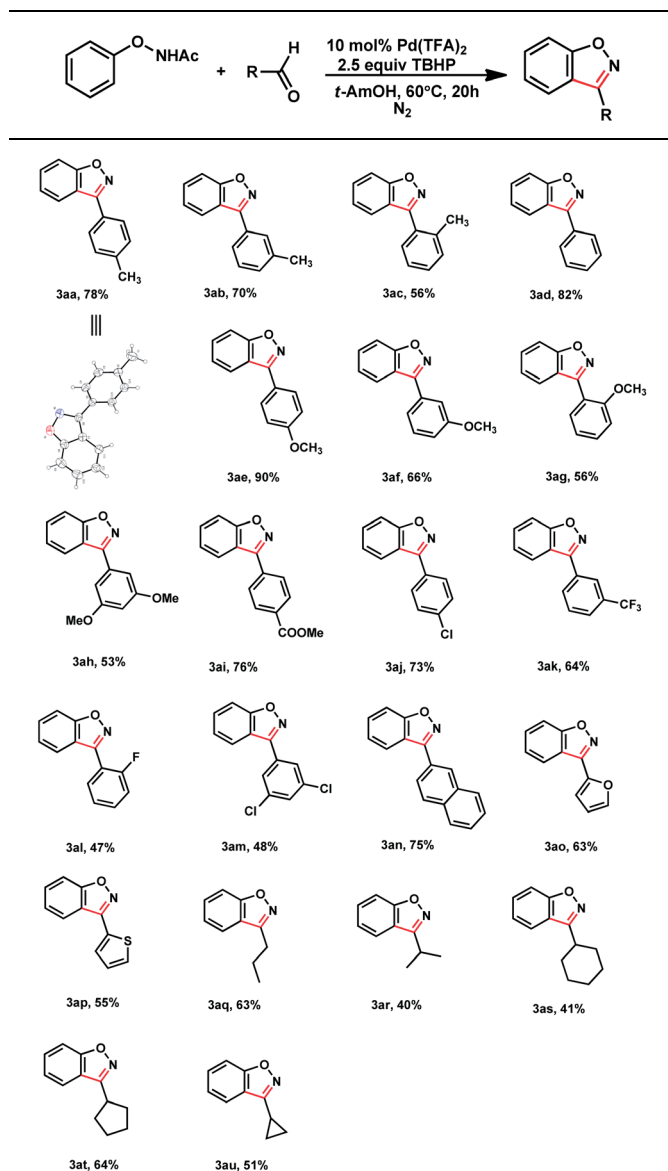 O NHAc + R H O 10 mol% Pd(TFA)2 O N R
2.5 equiv TBHP
t-AmOH, 60°C, 20h
N2
O N O N O N O N
CH3
CH3
CH3
3aa, 78% 3ab, 70% 3ac, 56% 3ad, 82%
O N O N O N
OCH3
OCH3
OCH3
3ae, 90% 3af, 66% 3ag, 56%
O N O N O N O N
OMe
MeO COOMe Cl CF3
3ah, 53% 3ai, 76% 3aj, 73% 3ak, 64%
O N O N O N O N
F Cl Cl O
3al, 47% 3am, 48% 3an, 75% 3ao, 63%
O N O N O N O N
S
3ap, 55% 3aq, 63% 3ar, 40% 3as, 41%
O N O N
3at, 64% 3au, 51%